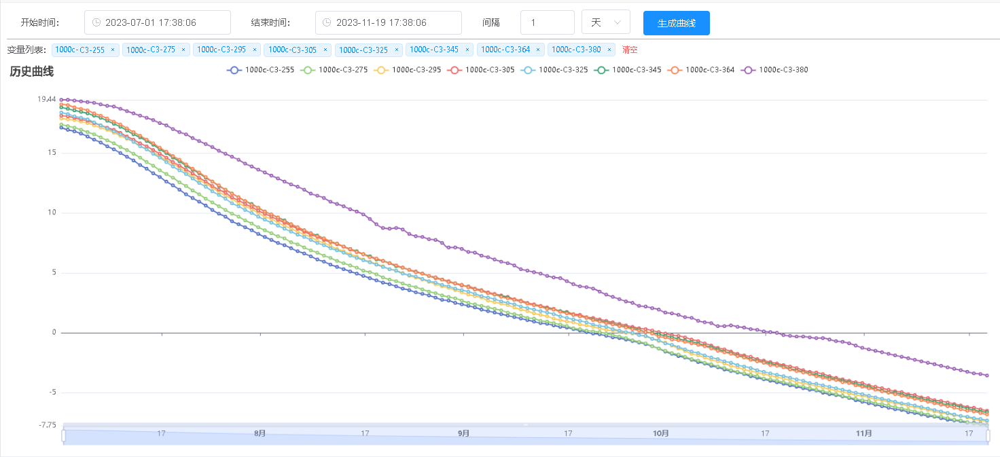 开始时间: 2023-07-01 17:38:06 结束时间: 2023-11-19 17:38:06 间隔 1 天 生成曲线
变量列表: 1000c-C3-255 × 1000c-C3-275 × 1000c-C3-295 × 1000c-C3-305 × 1000c-C3-325 × 1000c-C3-345 × 1000c-C3-364 × 1000c-C3-380 × 清空
历史曲线 1000c-C3-255 1000c-C3-275 1000c-C3-295 1000c-C3-305 1000c-C3-325 1000c-C3-345 1000c-C3-364 1000c-C3-380
19.44
15
10
5
0
-5
-7.75
17 8月 17 9月 17 10月 17 11月 17